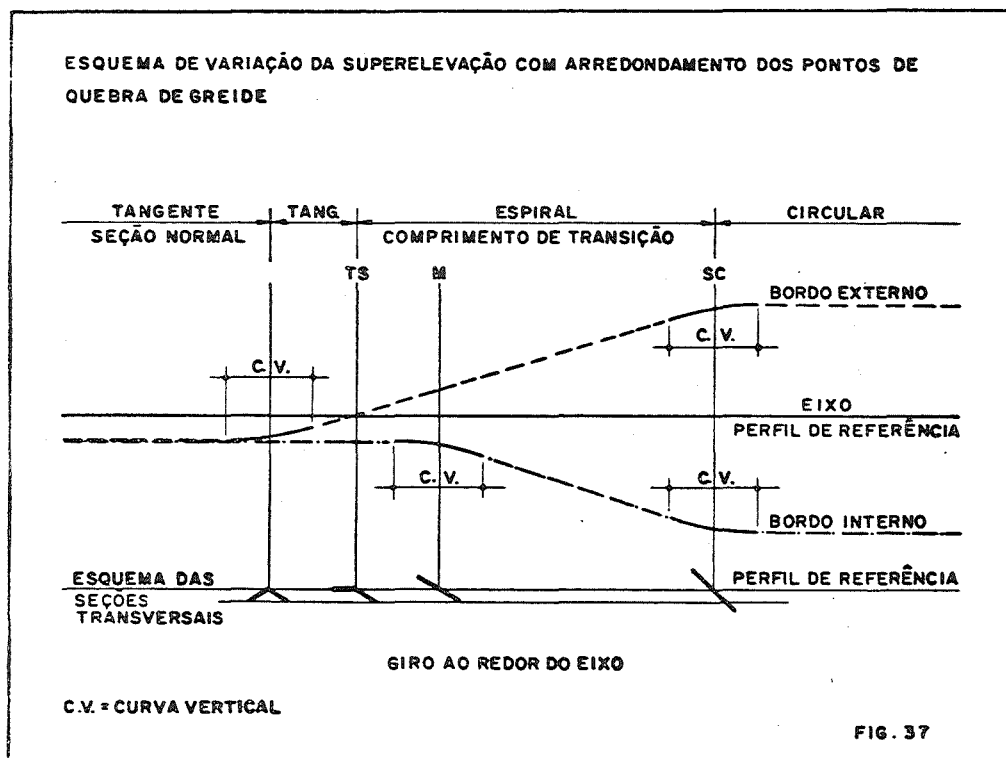 ESQUEMA DE VARIAÇÃO DA SUPERELEVAÇÃO COM ARREDONDAMENTO DOS PONTOS DE
QUEBRA DE GREIDE
TANGENTE
SEÇÃO NORMAL
TANG.
ESPIRAL
COMPRIMENTO DE TRANSIÇÃO
CIRCULAR
TS
M
SC
BORDO EXTERNO
C. V.
C. V.
EIXO
PERFIL DE REFERÊNCIA
C. V.
C. V.
BORDO INTERNO
ESQUEMA DAS
SEÇÕES
TRANSVERSAIS
PERFIL DE REFERÊNCIA
GIRO AO REDOR DO EIXO
C.V. = CURVA VERTICAL
FIG. 37